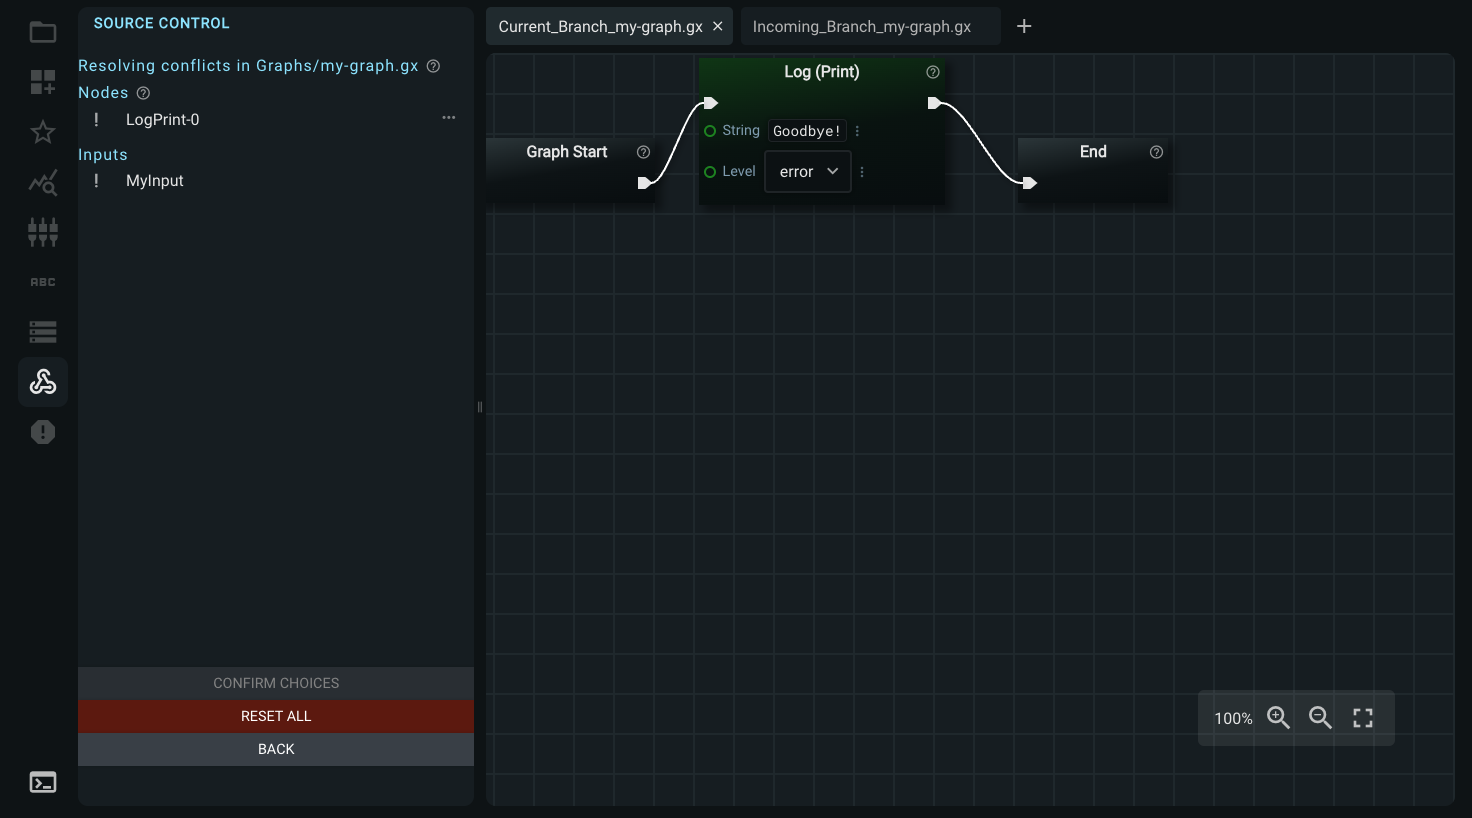 SOURCE CONTROL
Current_Branch_my-graph.gx
Incoming_Branch_my-graph.gx
Resolving conflicts in Graphs/my-graph.gx
Nodes
! LogPrint-0
Inputs
! MyInput
CONFIRM CHOICES
RESET ALL
BACK
ABC
Graph Start
Log (Print)
String Goodbye!
Level error
End
100%